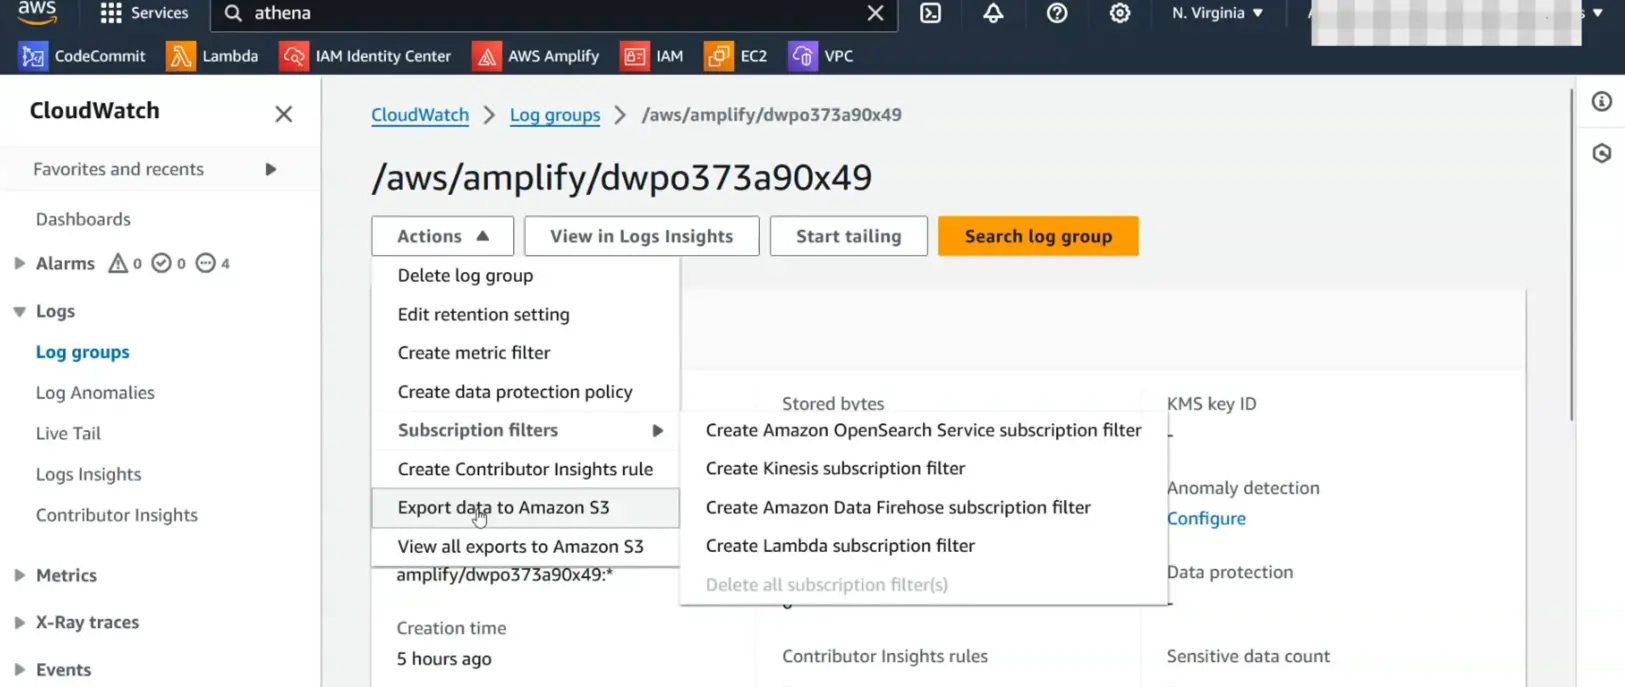 aws
Services
athena
N. Virginia
CodeCommit
Lambda
IAM Identity Center
AWS Amplify
IAM
EC2
VPC
CloudWatch
Favorites and recents
Dashboards
Alarms 0 0 4
Logs
Log groups
Log Anomalies
Live Tail
Logs Insights
Contributor Insights
Metrics
X-Ray traces
Events
CloudWatch > Log groups > /aws/amplify/dwpo373a90x49
/aws/amplify/dwpo373a90x49
Actions
View in Logs Insights
Start tailing
Search log group
Delete log group
Edit retention setting
Create metric filter
Create data protection policy
Subscription filters
Create Contributor Insights rule
Export data to Amazon S3
View all exports to Amazon S3
Create Amazon OpenSearch Service subscription filter
Create Kinesis subscription filter
Create Amazon Data Firehose subscription filter
Create Lambda subscription filter
Delete all subscription filter(s)
amplify/dwpo373a90x49:*
Creation time
5 hours ago
Stored bytes
Contributor Insights rules
KMS key ID
-
Anomaly detection
Configure
Data protection
-
Sensitive data count